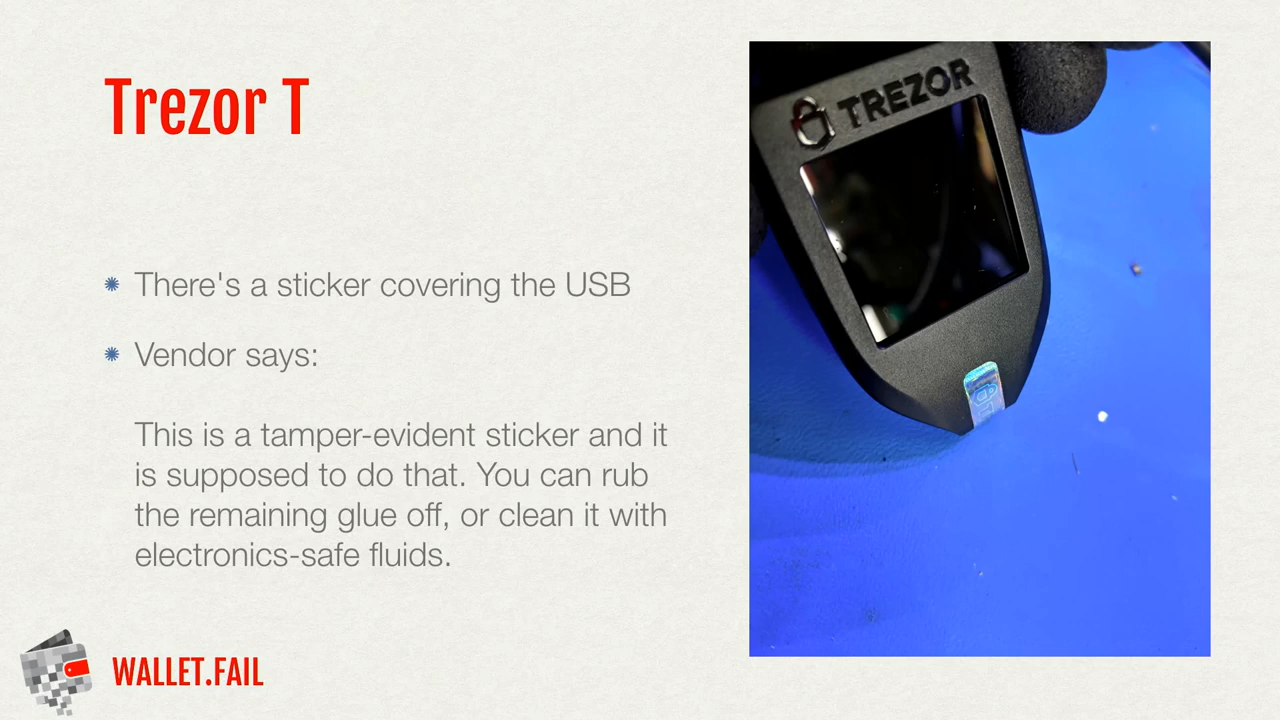 Trezor T
TREZOR
There's a sticker covering the USB
Vendor says:
This is a tamper-evident sticker and it
is supposed to do that. You can rub
the remaining glue off, or clean it with
electronics-safe fluids.
WALLET.FAIL